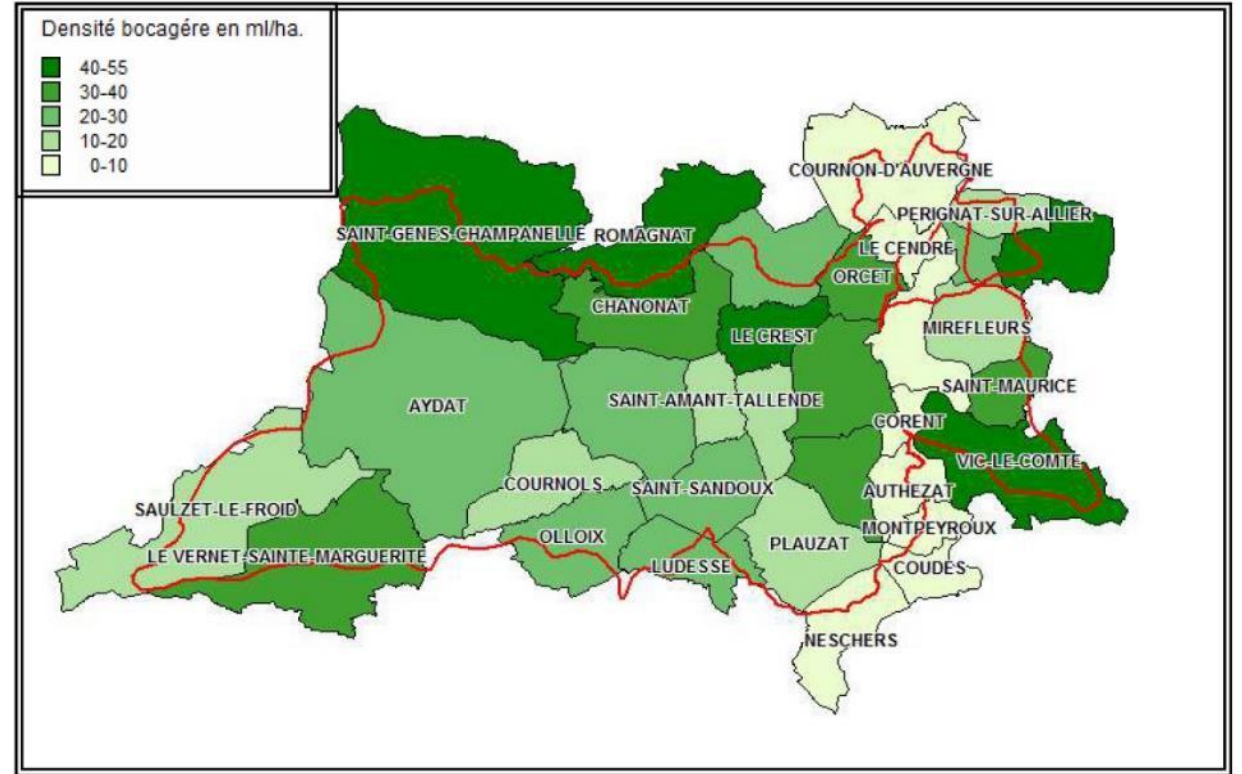 Densité bocagére en ml/ha.
40-55
30-40
20-30
10-20
0-10
COURNON-D'AUVERGNE
PERIGNAT-SUR-ALLIER
SAINT-GENES-CHAMPANELLE
ROMAGNAT
LE CENDRE
ORCET
CHANONAT
MIREFLEURS
LE CREST
SAINT-MAURICE
SAINT-AMANT-TALLENDE
AYDAT
CORENT
VIC-LE-COMTE
COURNOLS
SAINT-SANDOUX
AUTHEZAT
SAULZET-LE-FROID
MONTPEYROUX
OLLOIX
PLAUZAT
LE VERNET-SAINTE-MARGUERITE
LUDESSE
COUDES
NESCHERS